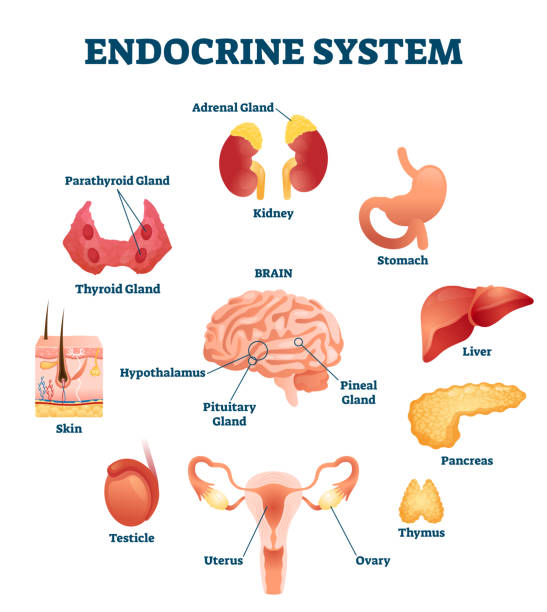 ENDOCRINE SYSTEM
Adrenal Gland
Kidney
Parathyroid Gland
Thyroid Gland
Stomach
BRAIN
Hypothalamus
Pituitary
Gland
Pineal
Gland
Liver
Skin
Pancreas
Testicle
Uterus
Ovary
Thymus